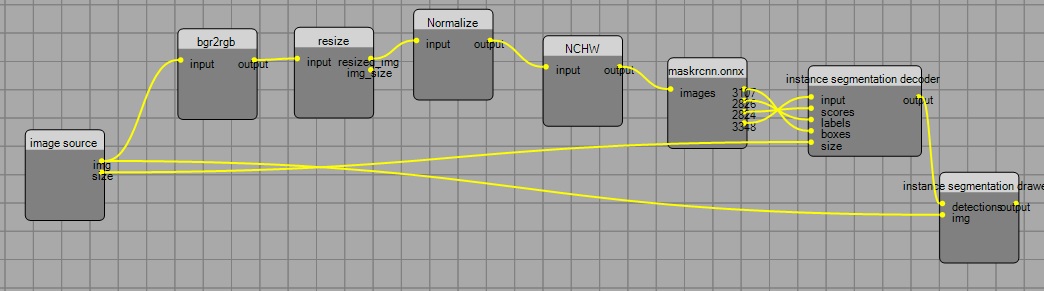 image source
img
size
bgr2rgb
input output
resize
input resized_img
img_size
Normalize
input output
NCHW
input output
maskrcnn.onnx
images
2826
2824
3348
instance segmentation decoder
input output
scores
labels
boxes
size
instance segmentation drawe
detections output
img